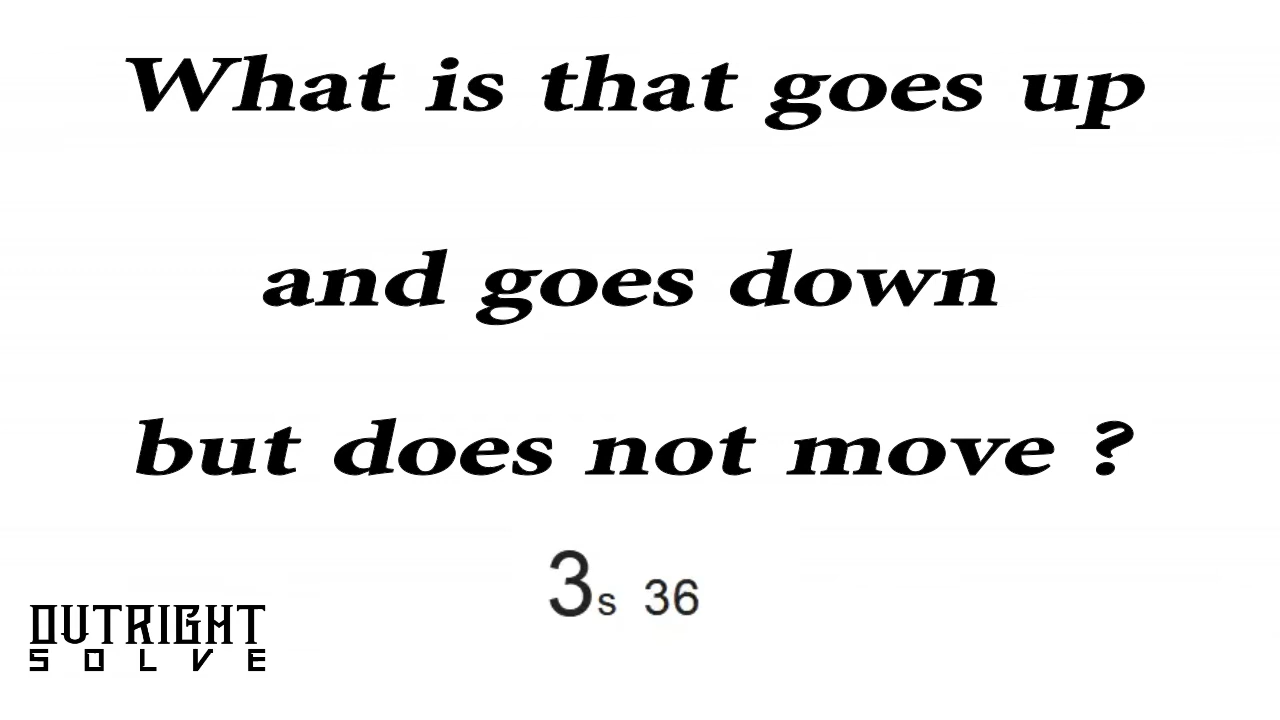 What is that goes up
and goes down
but does not move ?
3s 36
OUTRIGHT
SOLVE